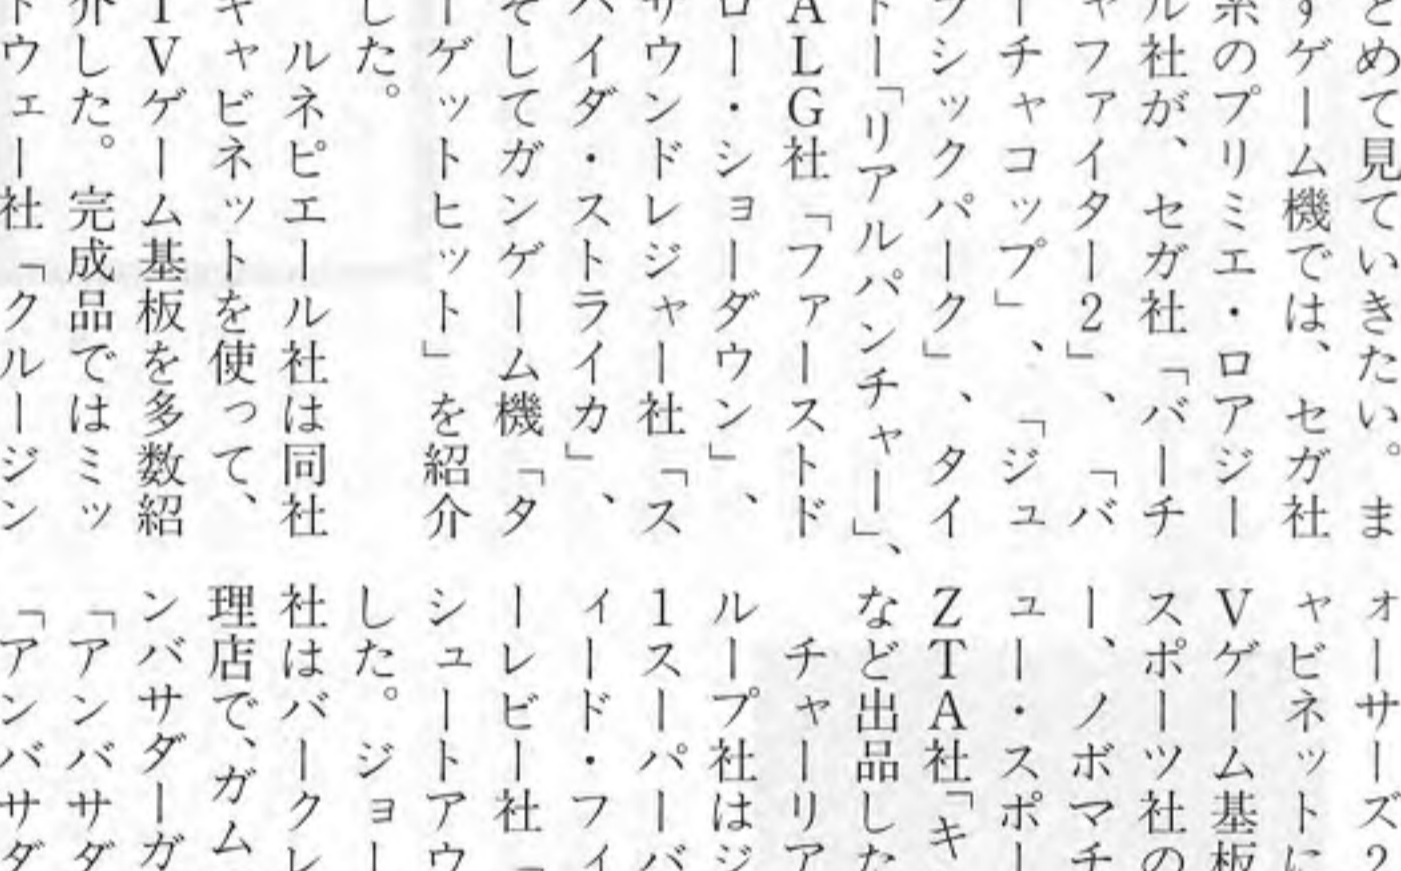 とめて見ていきたい。ま
すゲーム機では、セガ社
系のプリミエ・ロアジー
ル社が、セガ社「バーチ
ャファイター2」、「バ
ーチャコップ」、「ジュ
ラシックパーク」、タイ
トー「リアルパンチャー」、
ALG社「ファーストド
ロー・ショーダウン」、
サウンドレジャー社「ス
パイダ・ストライカ」、
そしてガンゲーム機「タ
ーゲットヒット」を紹介
した。
ルネピエール社は同社
キャビネットを使って、
TVゲーム基板を多数紹
介した。完成品ではミッ
ドウェー社「クルージン
ォーサーズ2
ャビネットに
Vゲーム基板
スポーツ社の
ー、ノボマチ
ュー・スポー
ZTA社「キ
など出品した
チャーリア
ループ社はジ
1スーパーバ
ィード・フィ
ーレビー社「
シュートアウ
した。ジョー
社はバークレ
理店で、ガム
ンバサダーガ
「アンバサダ
「アンバサダ